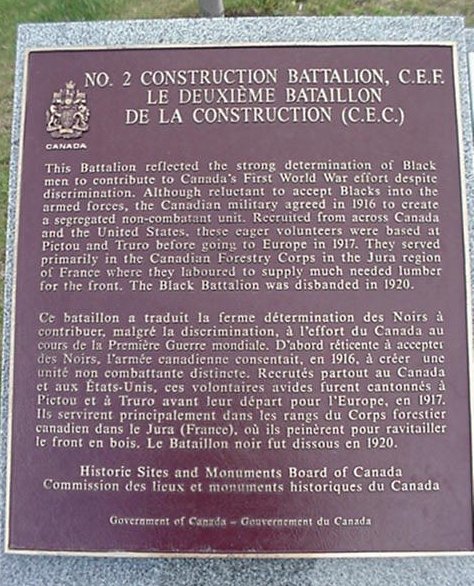 NO. 2 CONSTRUCTION BATTALION, C.E.F.
LE DEUXIÈME BATAILLON
DE LA CONSTRUCTION (C.E.C.)
CANADA
This Battalion reflected the strong determination of Black
men to contribute to Canada's First World War effort despite
discrimination. Although reluctant to accept Blacks into the
armed forces, the Canadian military agreed in 1916 to create
a segregated non-combatant unit. Recruited from across Canada
and the United States, these eager volunteers were based at
Pictou and Truro before going to Europe in 1917. They served
primarily in the Canadian Forestry Corps in the Jura region
of France where they laboured to supply much needed lumber
for the front. The Black Battalion was disbanded in 1920.
Ce bataillon a traduit la ferme détermination des Noirs à
contribuer, malgré la discrimination, à l'effort du Canada au
cours de la Première Guerre mondiale. D'abord réticente à accepter
des Noirs, l'armée canadienne consentait, en 1916, à créer une
unité non combattante distincte. Recrutés partout au Canada
et aux États-Unis, ces volontaires avides furent cantonnés à
Pictou et à Truro avant leur départ pour l'Europe, en 1917.
Ils servirent principalement dans les rangs du Corps forestier
canadien dans le Jura (France), où ils peinèrent pour ravitailler
le front en bois. Le Bataillon noir fut dissous en 1920.
Historic Sites and Monuments Board of Canada
Commission des lieux et monuments historiques du Canada
Government of Canada – Gouvernement du Canada